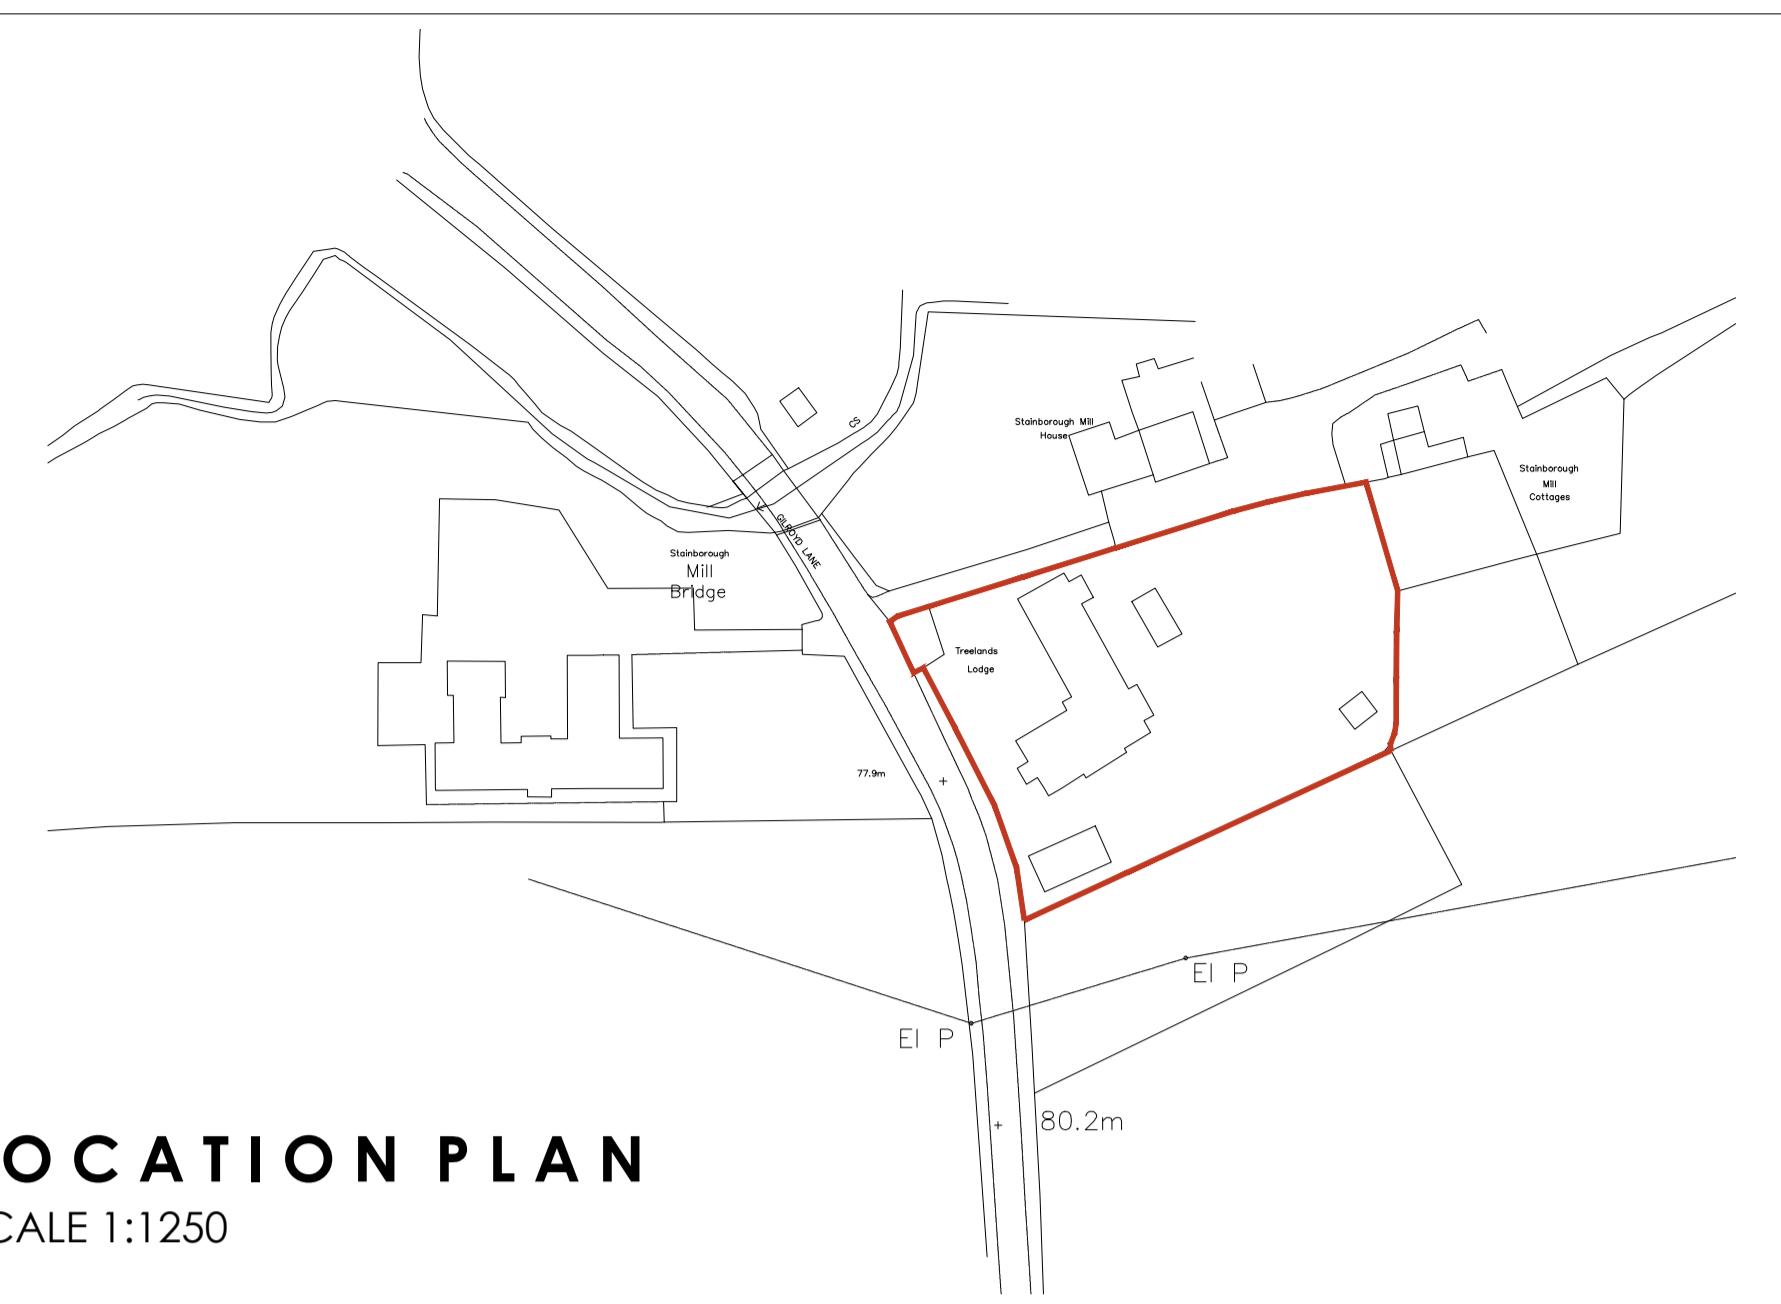 CS
Stainborough Mill
House
Stainborough
Mill
Cottages
GILROYD LANE
Stainborough
Mill
Bridge
Treelands
Lodge
77.9m
El P
El P
80.2m
OCATION PLAN
CALE 1:1250